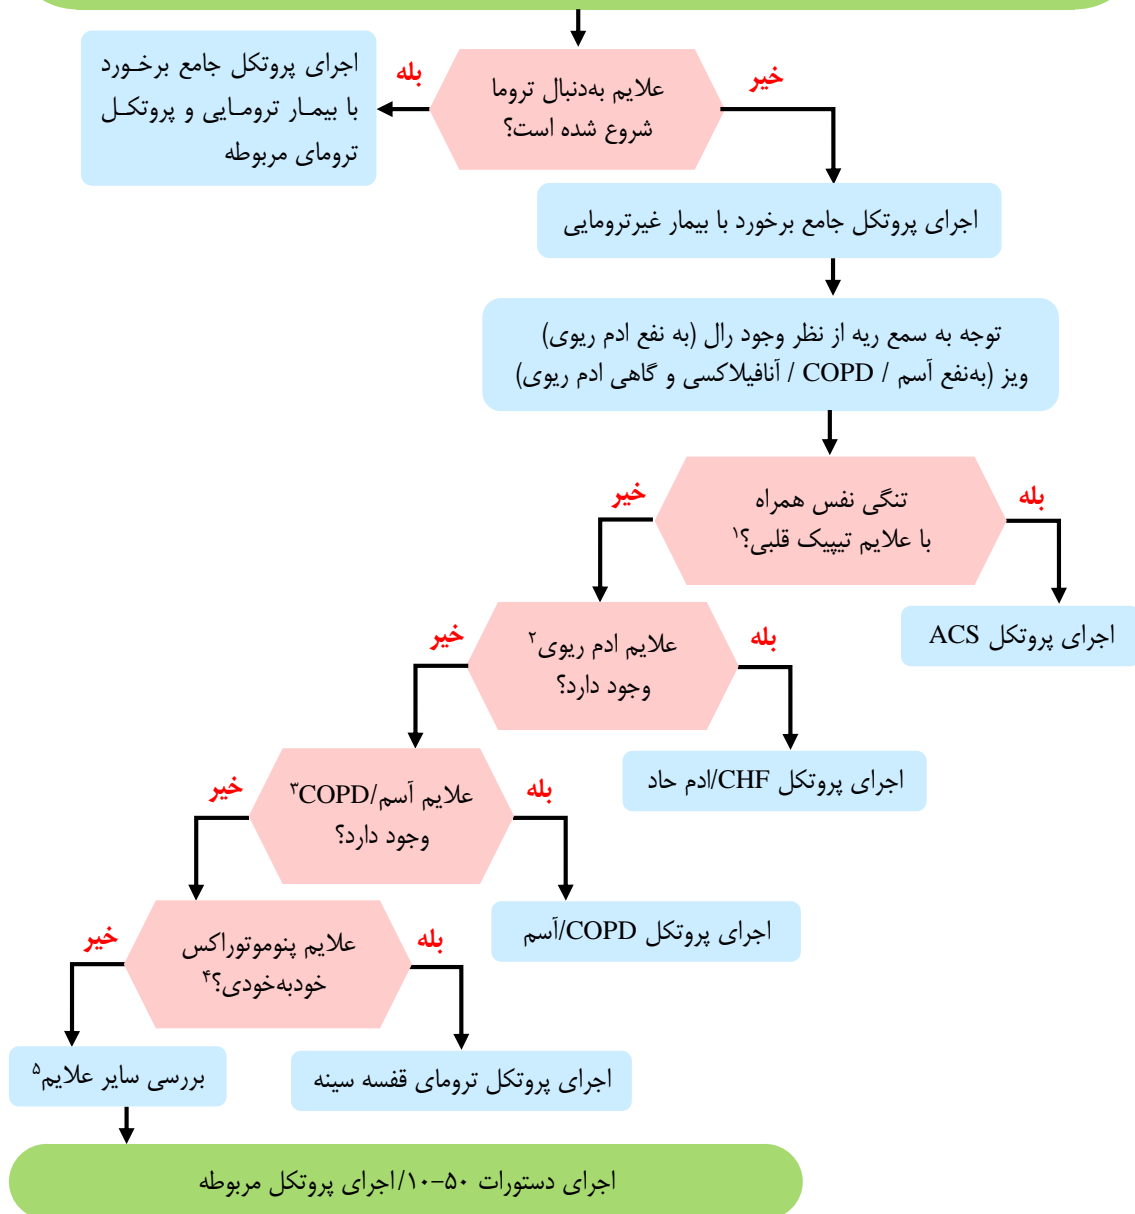 علایم به‌دنبال تروما
شروع شده است؟
خیر
بله
اجرای پروتکل جامع برخـورد
با بیمـار ترومـایی و پروتکـل
ترومای مربوطه
اجرای پروتکل جامع برخورد با بیمار غیرترومایی
توجه به سمع ریه از نظر وجود رال (به نفع ادم ریوی)
ویز (به‌نفع آسم / COPD / آنافیلاکسی و گاهی ادم ریوی)
تنگی نفس همراه
با علایم تیپیک قلبی؟۱
بله
خیر
اجرای پروتکل ACS
علایم ادم ریوی۲
وجود دارد؟
بله
خیر
اجرای پروتکل CHF/ادم حاد
علایم آسم/COPD۳
وجود دارد؟
بله
خیر
اجرای پروتکل COPD/آسم
علایم پنوموتوراکس
خودبه‌خودی؟۴
بله
خیر
اجرای پروتکل ترومای قفسه سینه
بررسی سایر علایم۵
اجرای دستورات ۵۰-۱۰/اجرای پروتکل مربوطه